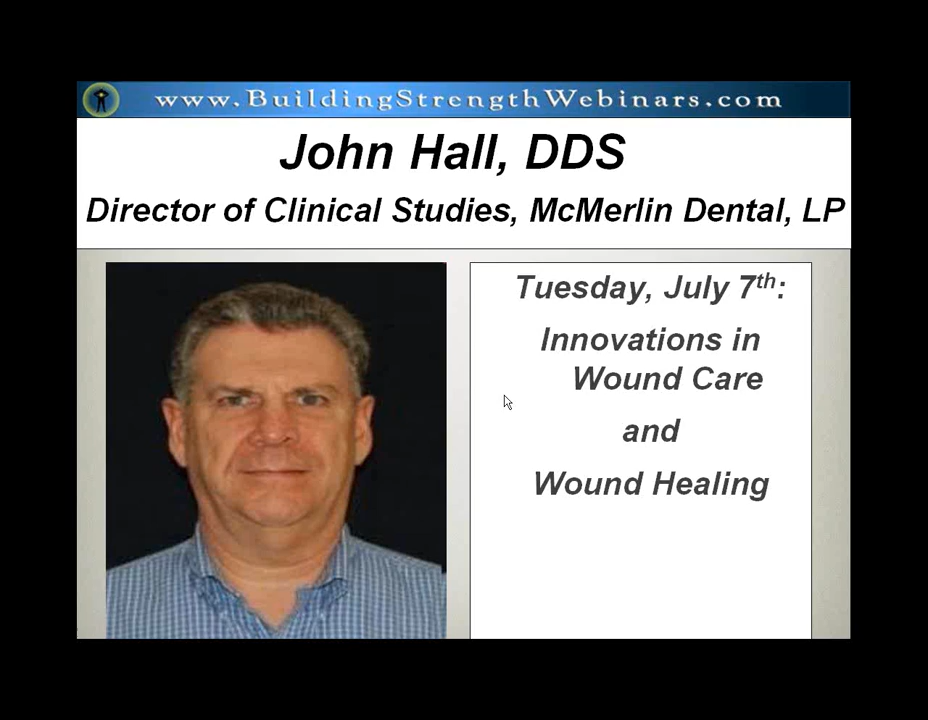 www.BuildingStrengthWebinars.com
John Hall, DDS
Director of Clinical Studies, McMerlin Dental, LP
Tuesday, July 7th:
Innovations in
Wound Care
and
Wound Healing